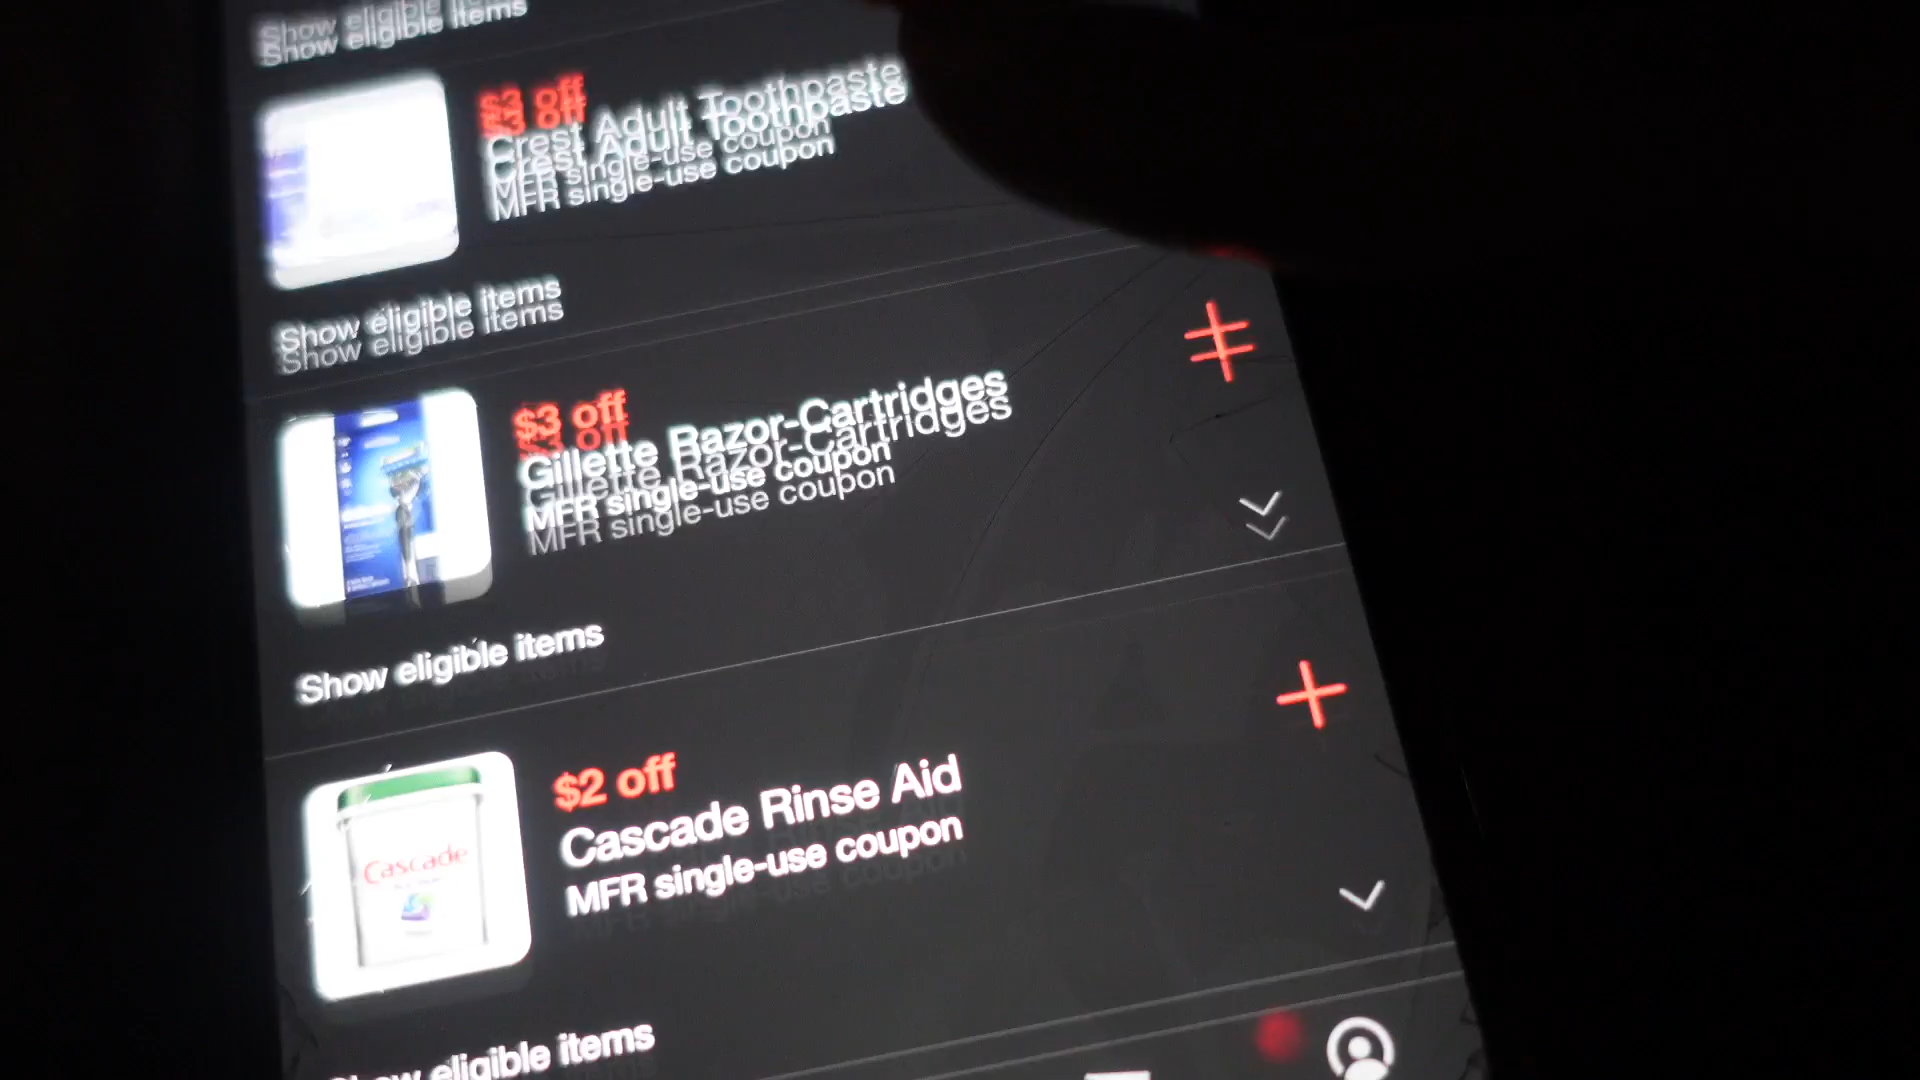 Show eligible items
$3 off
Crest Adult Toothpaste
MFR single-use coupon
Show eligible items
$3 off
Gillette Razor-Cartridges
MFR single-use coupon
Show eligible items
$2 off
Cascade Rinse Aid
MFR single-use coupon
Cascade
Show eligible items